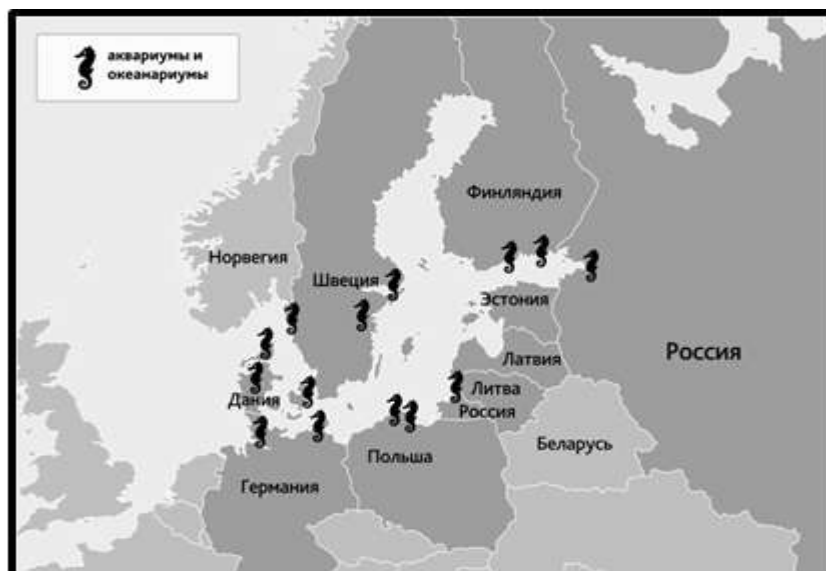 аквариумы и
океанариумы
Финляндия
Норвегия
Швеция
Эстония
Россия
Латвия
Литва
Дания
Россия
Беларусь
Польша
Германия